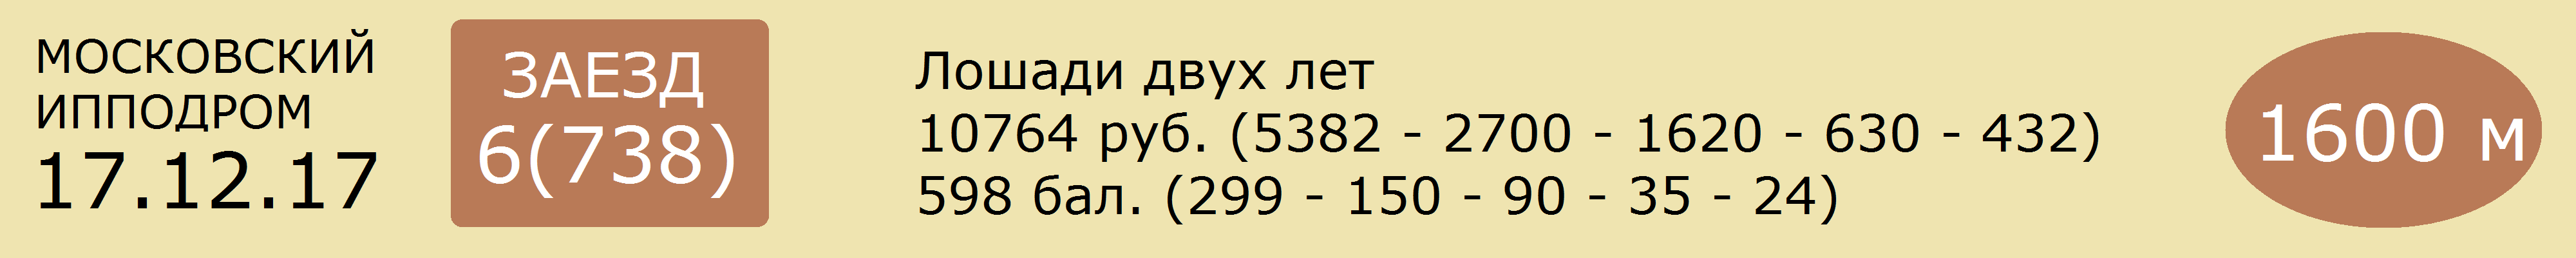 МОСКОВСКИЙ
ИППОДРОМ
17.12.17
ЗАЕЗД
6(738)
Лошади двух лет
10764 руб. (5382 - 2700 - 1620 - 630 - 432)
598 бал. (299 - 150 - 90 - 35 - 24)
1600 м